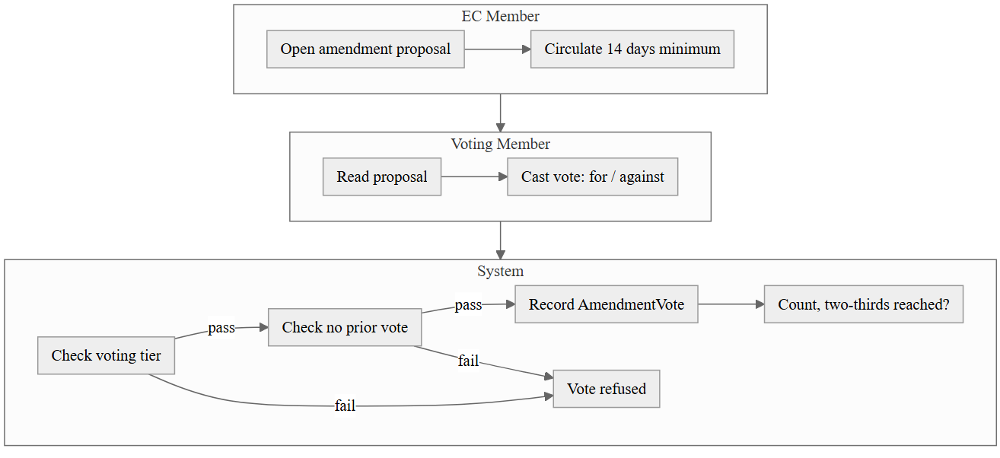 EC Member
Open amendment proposal
Circulate 14 days minimum
Voting Member
Read proposal
Cast vote: for / against
System
Check voting tier
pass
Check no prior vote
pass
Record AmendmentVote
Count, two-thirds reached?
fail
Vote refused
fail